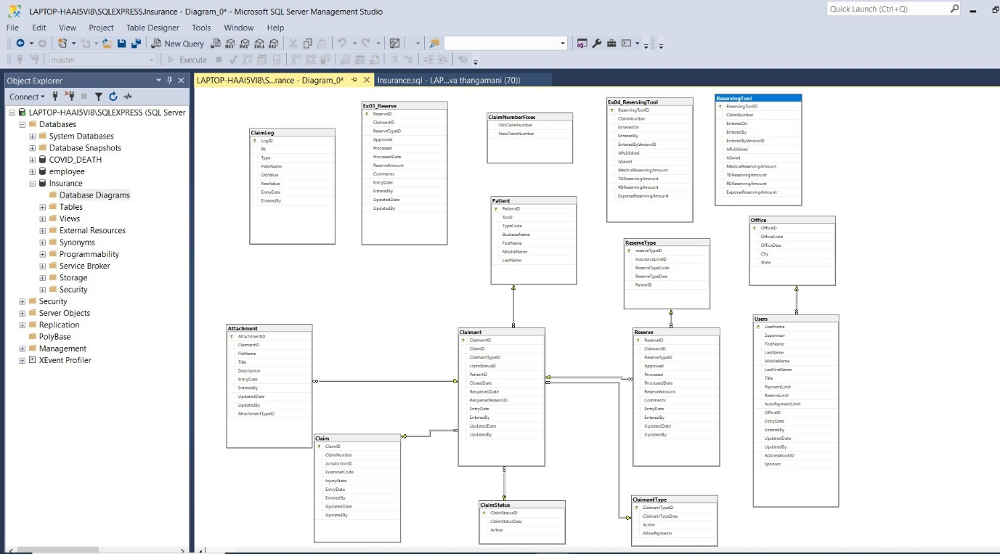 LAPTOP-HAAI5VI8\SQLEXPRESS.Insurance - Diagram_0* - Microsoft SQL Server Management Studio
Quick Launch (Ctrl+Q)
File Edit View Project Table Designer Tools Window Help
New Query MDX DMX XMLA DAX
master Execute
Object Explorer
LAPTOP-HAAI5VI8\S...rance - Diagram_0*
Insurance.sql - LAP...va thangamani (70))
Connect
LAPTOP-HAAI5VI8\SQLEXPRESS (SQL Server
Databases
System Databases
Database Snapshots
COVID_DEATH
employee
Insurance
Database Diagrams
Tables
Views
External Resources
Synonyms
Programmability
Service Broker
Storage
Security
Security
Server Objects
Replication
PolyBase
Management
XEvent Profiler
ClaimLog
LogID
PK
Type
FieldName
OldValue
NewValue
EntryDate
EnteredBy
Ex03_Reserve
ReserveID
ClaimantID
ReserveTypeID
Approved
Processed
ProcessedDate
ReserveAmount
Comments
EntryDate
EnteredBy
UpdatedDate
UpdatedBy
ClaimNumberFixes
OldClaimNumber
NewClaimNumber
Ex04_ReservingTool
ReservingToolID
ClaimNumber
EnteredOn
EnteredBy
EnteredByVersionID
IsPublished
IsSaved
MedicalReservingAmount
TDReservingAmount
PDReservingAmount
ExpenseReservingAmount
ReservingTool
ReservingToolID
ClaimNumber
EnteredOn
EnteredBy
EnteredByVersionID
IsPublished
IsSaved
MedicalReservingAmount
TDReservingAmount
PDReservingAmount
ExpenseReservingAmount
Patient
PatientID
TaxID
TypeCode
BusinessName
FirstName
MiddleName
LastName
ReserveType
reserveTypeID
InsuranceLineID
ReserveTypeCode
ReserveTypeDesc
ParentID
Office
OfficeID
OfficeCode
OfficeDesc
City
State
Attachment
AttachmentID
ClaimantID
FileName
Title
Description
EntryDate
EnteredBy
UpdatedDate
UpdatedBy
AttachmentTypeID
Claimant
ClaimantID
ClaimID
ClaimantTypeID
claimStatusID
PatientID
ClosedDate
ReopenedDate
ReopenedReasonID
EntryDate
EnteredBy
UpdatedDate
UpdatedBy
Reserve
ReserveID
ClaimantID
ReserveTypeID
Approved
Processed
ProcessedDate
ReserveAmount
Comments
EntryDate
EnteredBy
UpdatedDate
UpdatedBy
Users
UserName
Supervisor
FirstName
LastName
MiddleName
LastFirstName
Title
PaymentLimit
ReserveLimit
AutoPaymentLimit
OfficeID
EntryDate
EnteredBy
UpdatedDate
UpdatedBy
AddressBookID
Sponsor
Claim
ClaimID
ClaimNumber
JurisdictionID
ExaminerCode
InjuryState
EntryDate
EnteredBy
UpdatedDate
UpdatedBy
ClaimStatus
ClaimStatusID
ClaimStatusDesc
Active
ClaimantType
ClaimantTypeID
ClaimantTypeDesc
Active
AllowPayments